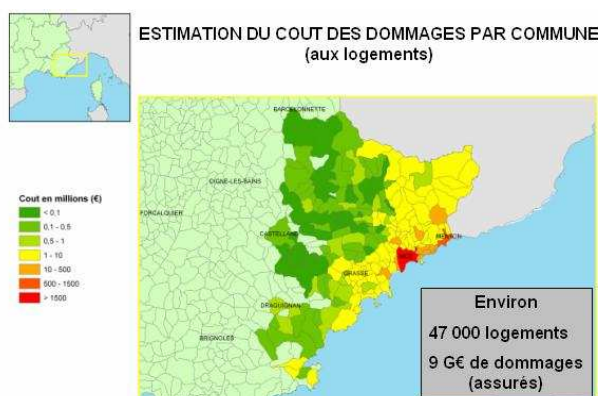 ESTIMATION DU COUT DES DOMMAGES PAR COMMUNE
(aux logements)
BARCELONNETTE
DIGNE-LES-BAINS
FORCALQUIER
CASTELLANE
MENTON
GRASSE
DRAGUIGNAN
BRIGNOLES
Cout en millions (€)
< 0,1
0,1 - 0,5
0,5 - 1
1 - 10
10 - 500
500 - 1500
> 1500
Environ
47 000 logements
9 G€ de dommages
(assurés)